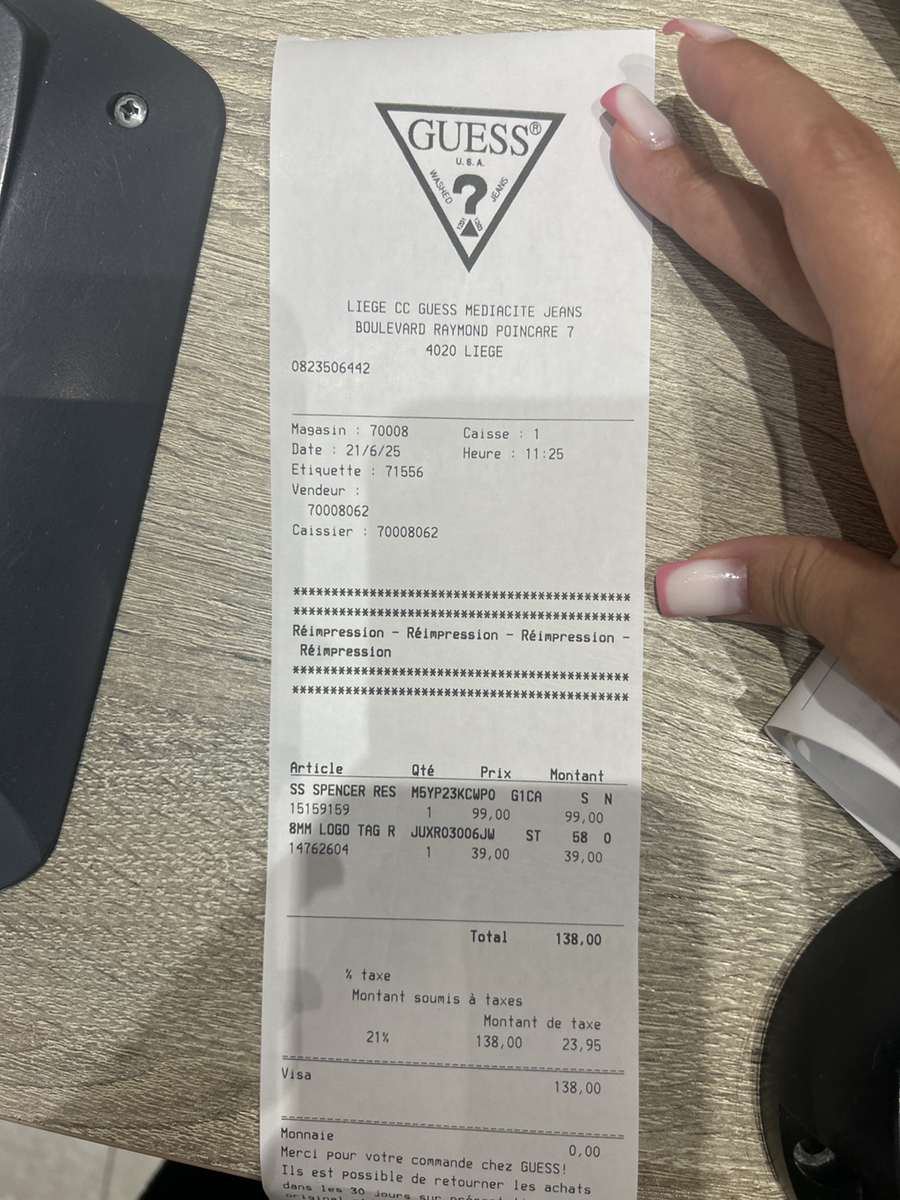 GUESS®
U.S.A.
WASHED ? JEANS
LIEGE CC GUESS MEDIACITE JEANS
BOULEVARD RAYMOND POINCARE 7
4020 LIEGE
0823506442
Magasin : 70008 Caisse : 1
Date : 21/6/25 Heure : 11:25
Etiquette : 71556
Vendeur :
70008062
Caissier : 70008062
********************************************
********************************************
Réimpression - Réimpression - Réimpression -
Réimpression
********************************************
********************************************
Article Qté Prix Montant
SS SPENCER RES M5YP23KCWP0 G1CA S N
15159159 1 99,00 99,00
8MM LOGO TAG R JUXR03006JW ST 58 O
14762604 1 39,00 39,00
Total 138,00
% taxe
Montant soumis à taxes
Montant de taxe
21% 138,00 23,95
Visa 138,00
Monnaie 0,00
Merci pour votre commande chez GUESS!
Ils est possible de retourner les achats
dans les 30 jours sur